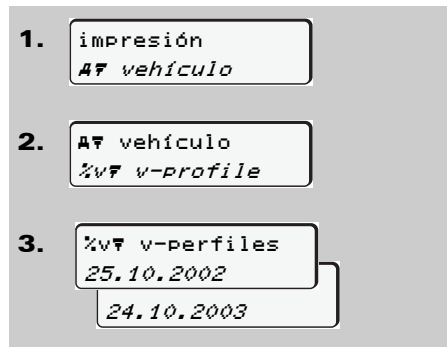 1.
impresión
A▼ vehículo
2.
A▼ vehículo
%v▼ v-profile
3.
%v▼ v-perfiles
25.10.2002
24.10.2003